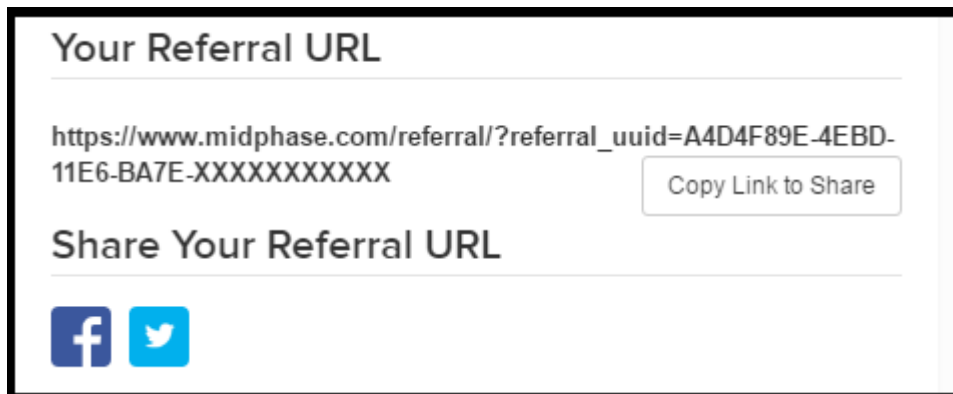 Your Referral URL
https://www.midphase.com/referral/?referral_uuid=A4D4F89E-4EBD-
11E6-BA7E-XXXXXXXXXXX
Copy Link to Share
Share Your Referral URL